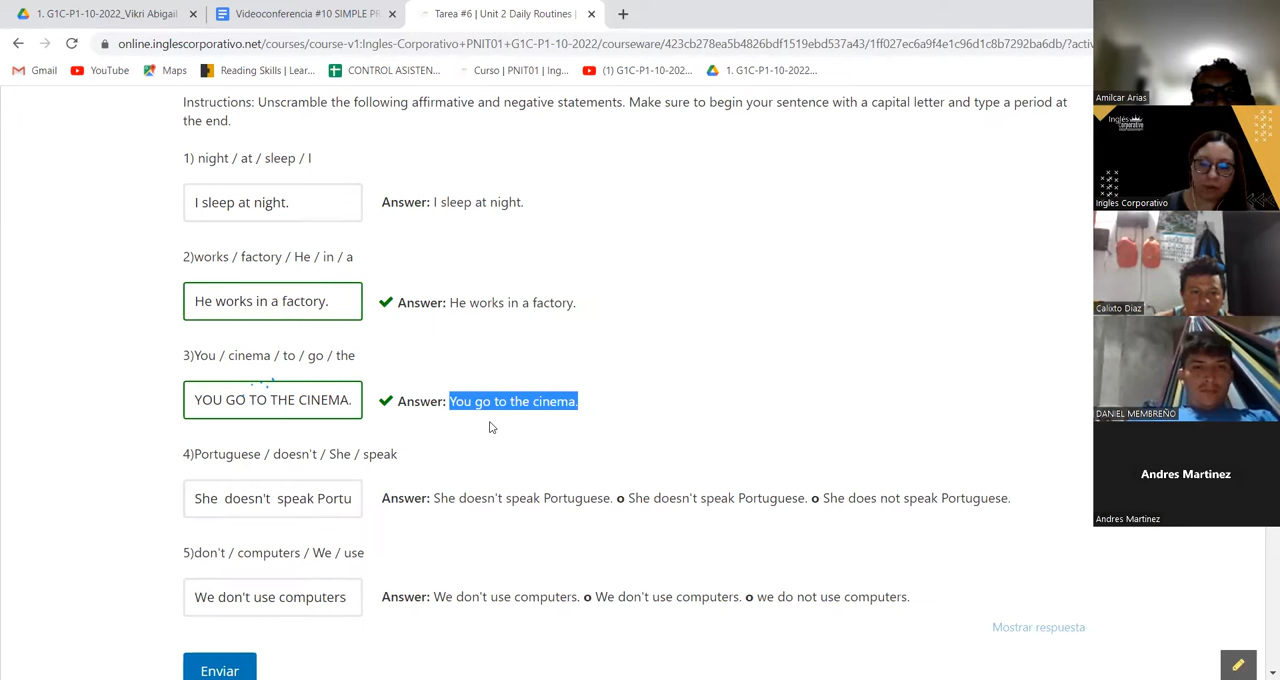 1. G1C-P1-10-2022_Vikri Abigail
Videoconferencia #10 SIMPLE PR
Tarea #6 | Unit 2 Daily Routines |
online.inglescorporativo.net/courses/course-v1:Ingles-Corporativo+PNIT01+G1C-P1-10-2022/courseware/423cb278ea5b4826bdf1519ebd537a43/1ff027ec6a9f4e1c96d1c8b7292ba6db/?activ
Gmail
YouTube
Maps
Reading Skills | Lear...
CONTROL ASISTEN...
Curso | PNIT01 | Ing...
(1) G1C-P1-10-202...
1. G1C-P1-10-2022...
Instructions: Unscramble the following affirmative and negative statements. Make sure to begin your sentence with a capital letter and type a period at
the end.
1) night / at / sleep / I
I sleep at night.
Answer: I sleep at night.
2)works / factory / He / in / a
He works in a factory.
Answer: He works in a factory.
3)You / cinema / to / go / the
YOU GO TO THE CINEMA.
Answer: You go to the cinema.
4)Portuguese / doesn't / She / speak
She doesn't speak Portu
Answer: She doesn't speak Portuguese. o She doesn't speak Portuguese. o She does not speak Portuguese.
5)don't / computers / We / use
We don't use computers
Answer: We don't use computers. o We don't use computers. o we do not use computers.
Mostrar respuesta
Enviar
Amilcar Arias
Inglés
Corporativo
Ingles Corporativo
Calixto Diaz
DANIEL MEMBREÑO
Andres Martinez
Andres Martinez